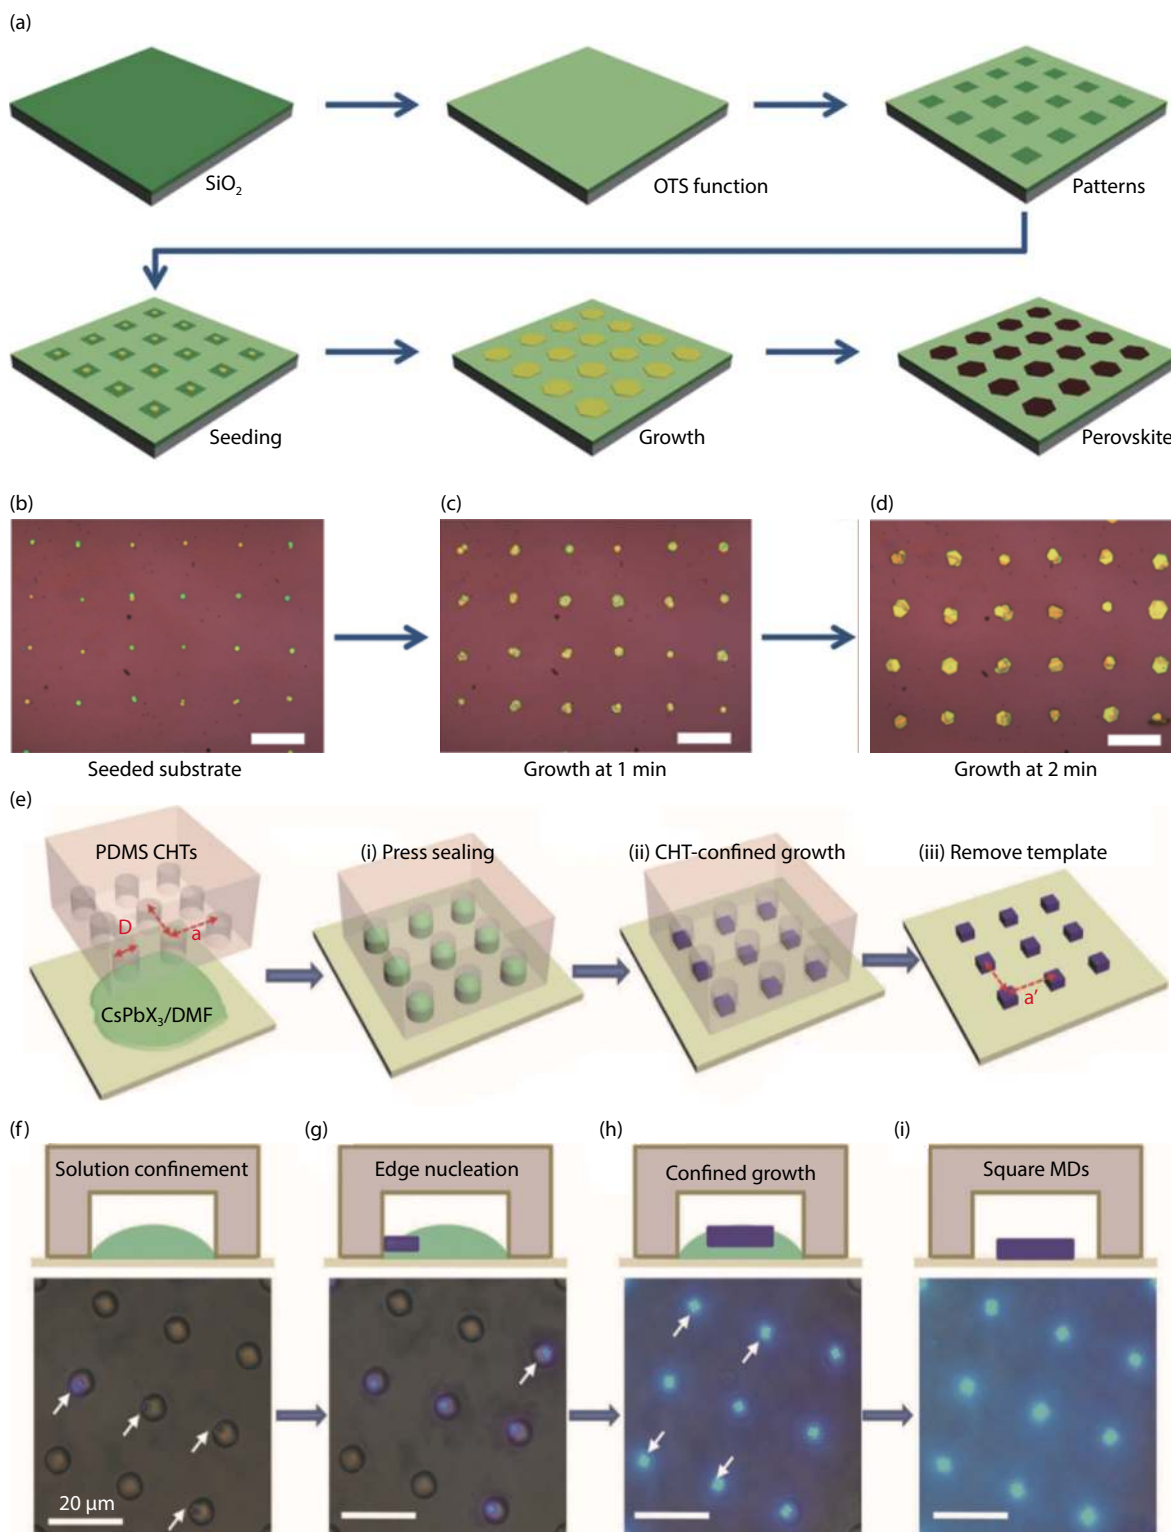 (a)
SiO₂
OTS function
Patterns
Seeding
Growth
Perovskite
(b)
(c)
(d)
Seeded substrate
Growth at 1 min
Growth at 2 min
(e)
PDMS CHTs
(i) Press sealing
(ii) CHT-confined growth
(iii) Remove template
D
a
CsPbX₃/DMF
a'
(f)
(g)
(h)
(i)
Solution confinement
Edge nucleation
Confined growth
Square MDs
20 μm